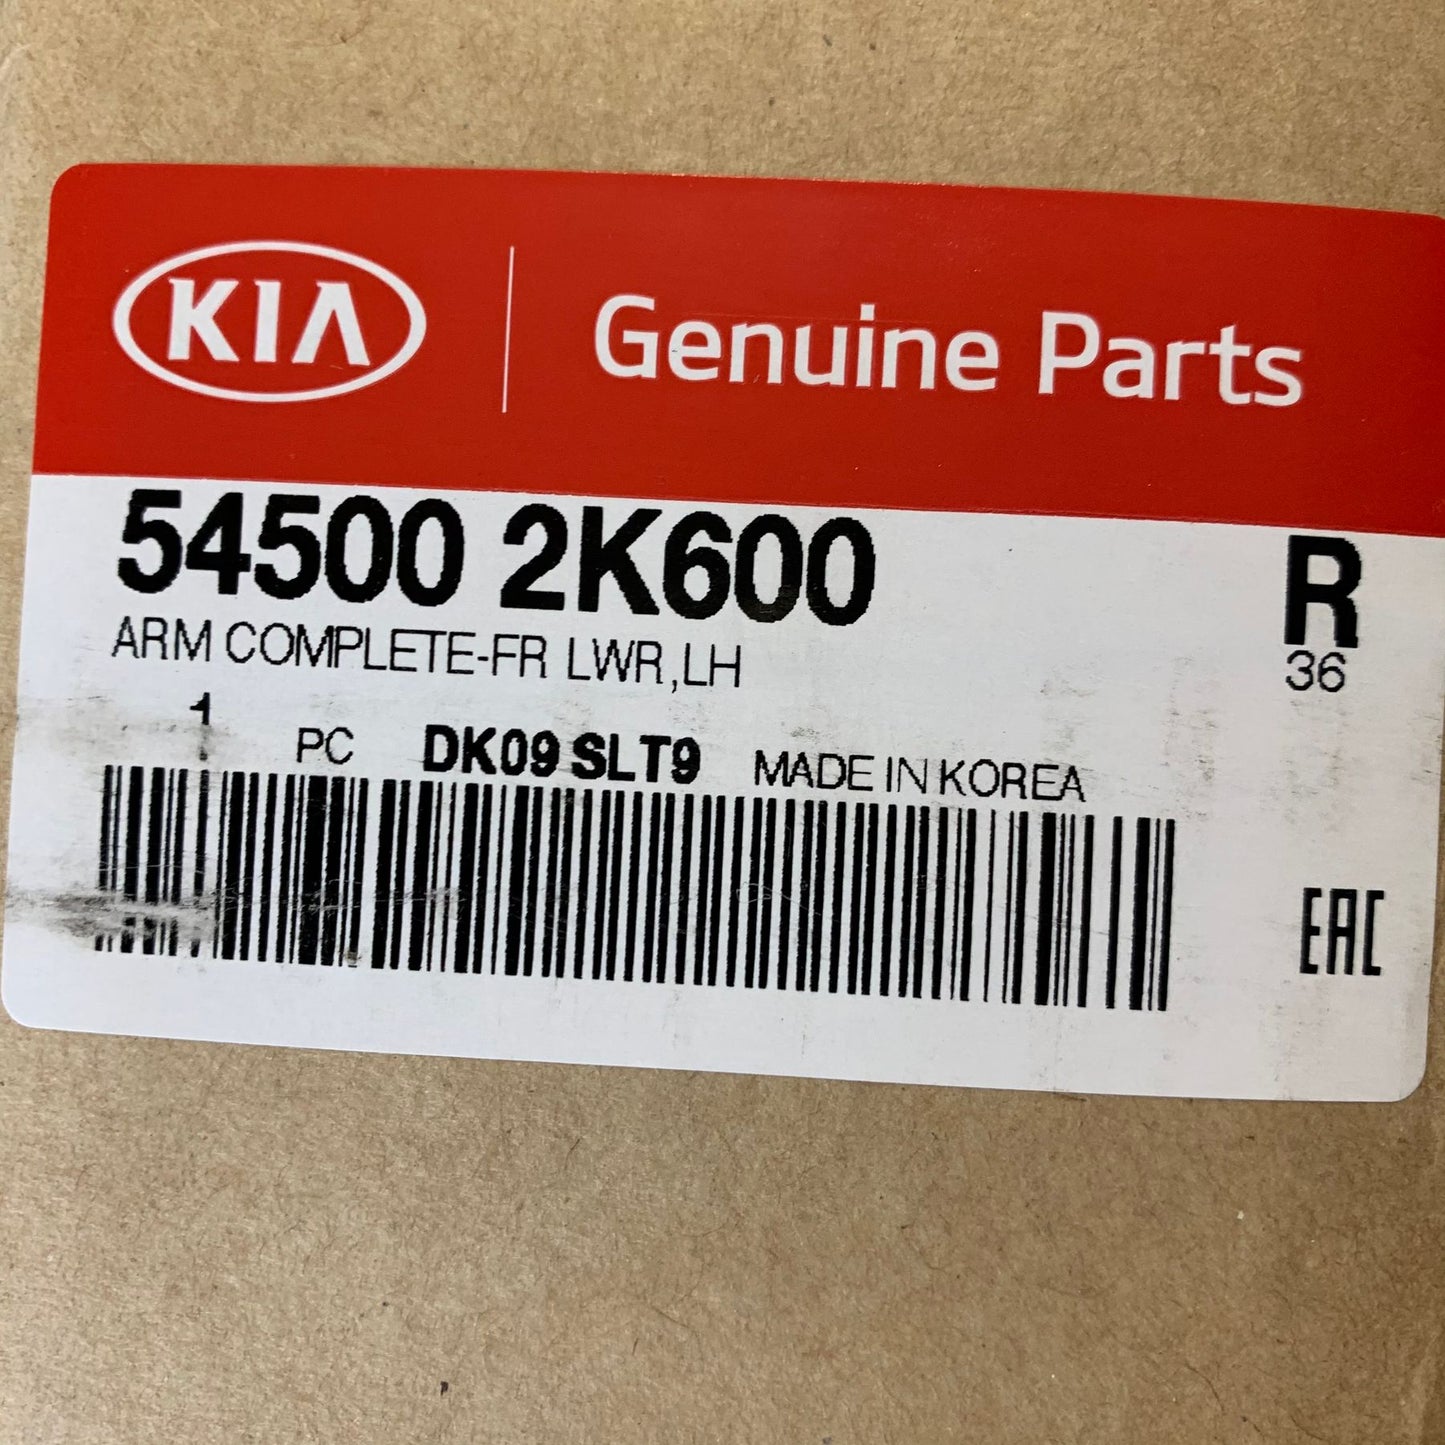 KIA Genuine Parts
54500 2K600 R
ARM COMPLETE-FR LWR,LH 36
1 PC DK09 SLT9 MADE IN KOREA
EAC